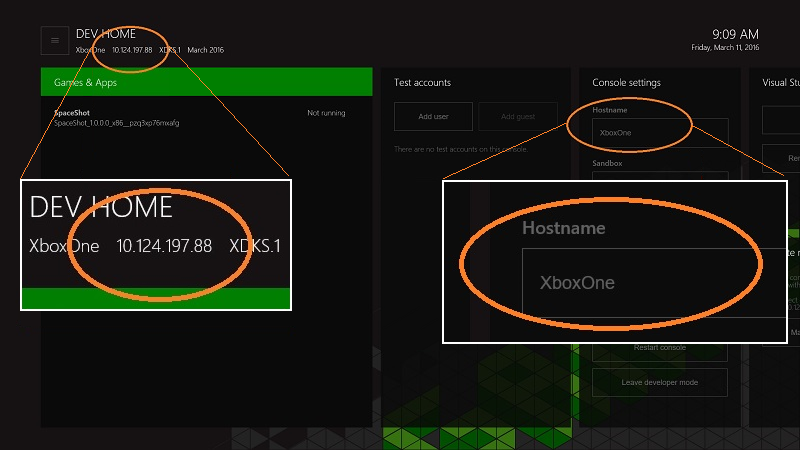 DEV HOME
XboxOne 10.124.197.88 XDKS.1 March 2016
9:09 AM
Friday, March 11, 2016
Games & Apps
SpaceShot
SpaceShot_1.0.0.0_x86__pzq3xp76mxafg
Not running
Test accounts
Add user
Add guest
There are no test accounts on this console.
Console settings
Hostname
XboxOne
Sandbox
Visual Stu
DEV HOME
XboxOne 10.124.197.88 XDKS.1
Hostname
XboxOne
Restart console
Leave developer mode